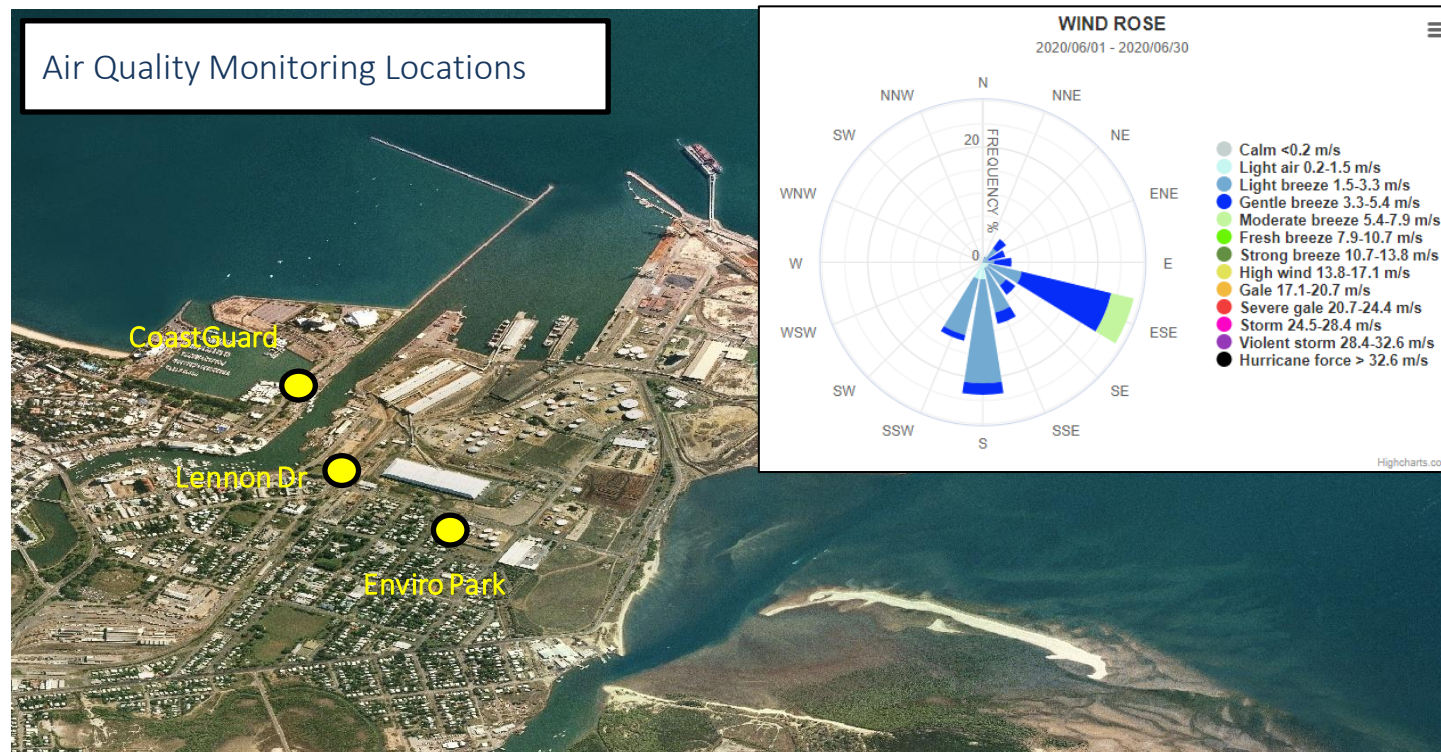 Air Quality Monitoring Locations
CoastGuard
Lennon Dr
Enviro Park
WIND ROSE
2020/06/01 - 2020/06/30
N
NNE
NE
ENE
E
ESE
SE
SSE
S
SSW
SW
WSW
W
WNW
SW
NNW
FREQUENCY %
20
0
Calm <0.2 m/s
Light air 0.2-1.5 m/s
Light breeze 1.5-3.3 m/s
Gentle breeze 3.3-5.4 m/s
Moderate breeze 5.4-7.9 m/s
Fresh breeze 7.9-10.7 m/s
Strong breeze 10.7-13.8 m/s
High wind 13.8-17.1 m/s
Gale 17.1-20.7 m/s
Severe gale 20.7-24.4 m/s
Storm 24.5-28.4 m/s
Violent storm 28.4-32.6 m/s
Hurricane force > 32.6 m/s
Highcharts.co